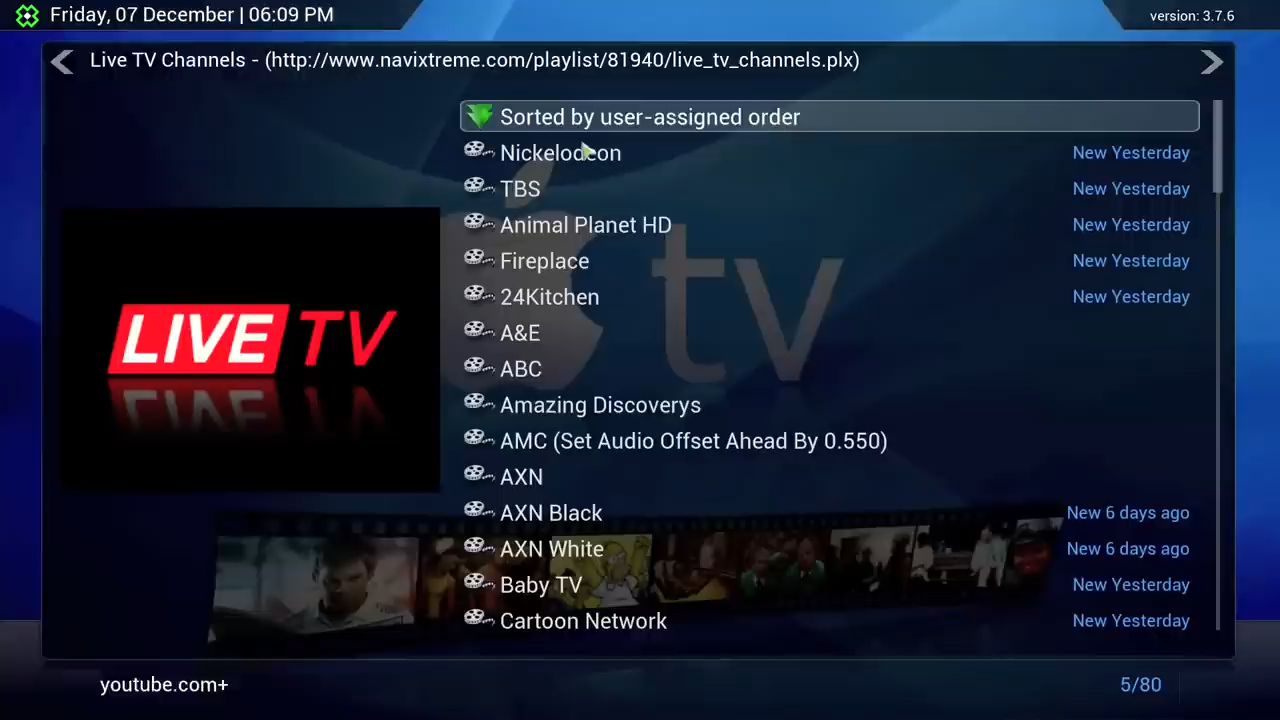 Friday, 07 December | 06:09 PM
version: 3.7.6
Live TV Channels - (http://www.navixtreme.com/playlist/81940/live_tv_channels.plx)
Sorted by user-assigned order
Nickelodeon New Yesterday
TBS New Yesterday
Animal Planet HD New Yesterday
Fireplace New Yesterday
24Kitchen New Yesterday
A&E
ABC
Amazing Discoverys
AMC (Set Audio Offset Ahead By 0.550)
AXN
AXN Black New 6 days ago
AXN White New 6 days ago
Baby TV New Yesterday
Cartoon Network New Yesterday
LIVE TV
tv
youtube.com+
5/80